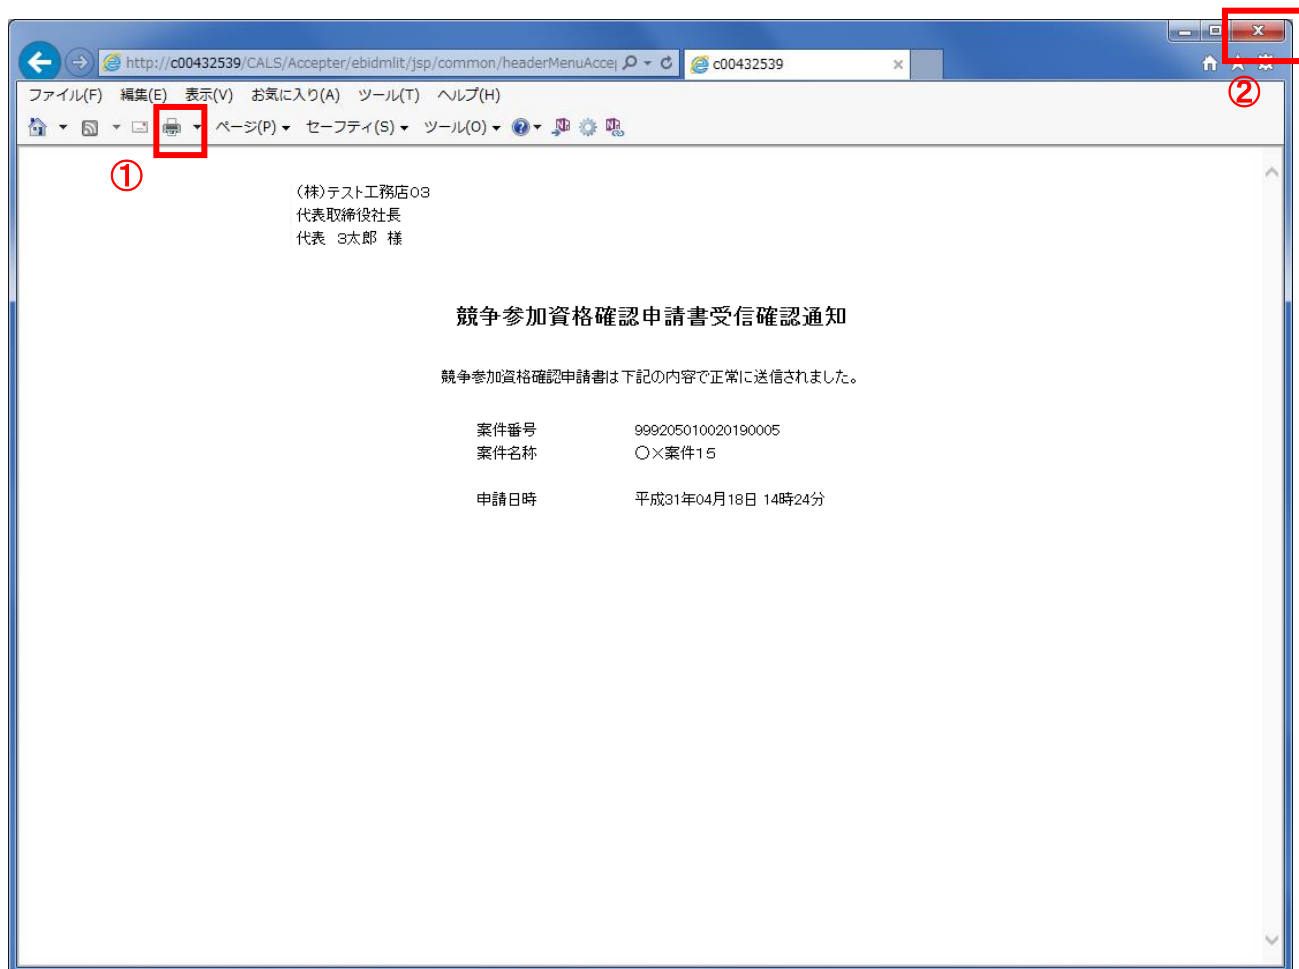 http://c00432539/CALS/Accepter/ebidmlit/jsp/common/headerMenuAcce
c00432539
②
ファイル(F) 編集(E) 表示(V) お気に入り(A) ツール(T) ヘルプ(H)
ページ(P) セーフティ(S) ツール(O)
①
(株)テスト工務店03
代表取締役社長
代表 3太郎 様
競争参加資格確認申請書受信確認通知
競争参加資格確認申請書は下記の内容で正常に送信されました。
案件番号 999205010020190005
案件名称 〇×案件15
申請日時 平成31年04月18日 14時24分